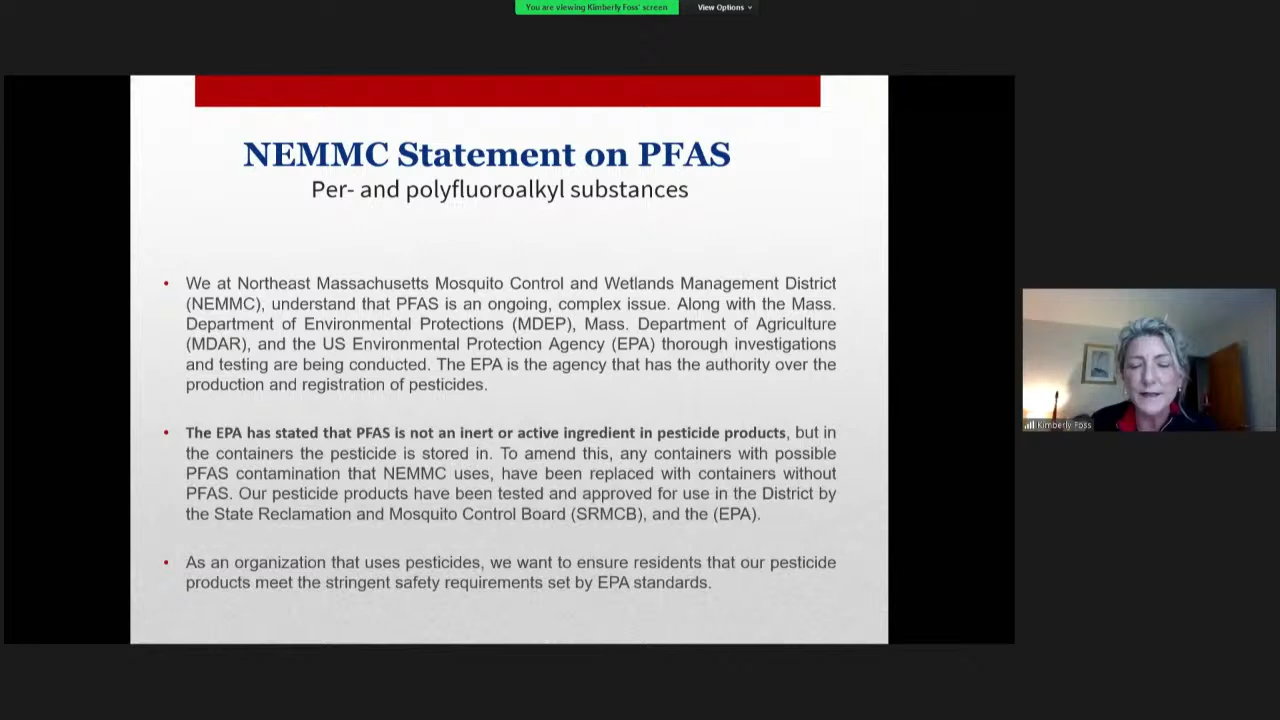 You are viewing Kimberly Foss' screen
View Options
NEMMC Statement on PFAS
Per- and polyfluoroalkyl substances
• We at Northeast Massachusetts Mosquito Control and Wetlands Management District
(NEMMC), understand that PFAS is an ongoing, complex issue. Along with the Mass.
Department of Environmental Protections (MDEP), Mass. Department of Agriculture
(MDAR), and the US Environmental Protection Agency (EPA) thorough investigations
and testing are being conducted. The EPA is the agency that has the authority over the
production and registration of pesticides.
• The EPA has stated that PFAS is not an inert or active ingredient in pesticide products, but in
the containers the pesticide is stored in. To amend this, any containers with possible
PFAS contamination that NEMMC uses, have been replaced with containers without
PFAS. Our pesticide products have been tested and approved for use in the District by
the State Reclamation and Mosquito Control Board (SRMCB), and the (EPA).
• As an organization that uses pesticides, we want to ensure residents that our pesticide
products meet the stringent safety requirements set by EPA standards.
Kimberly Foss